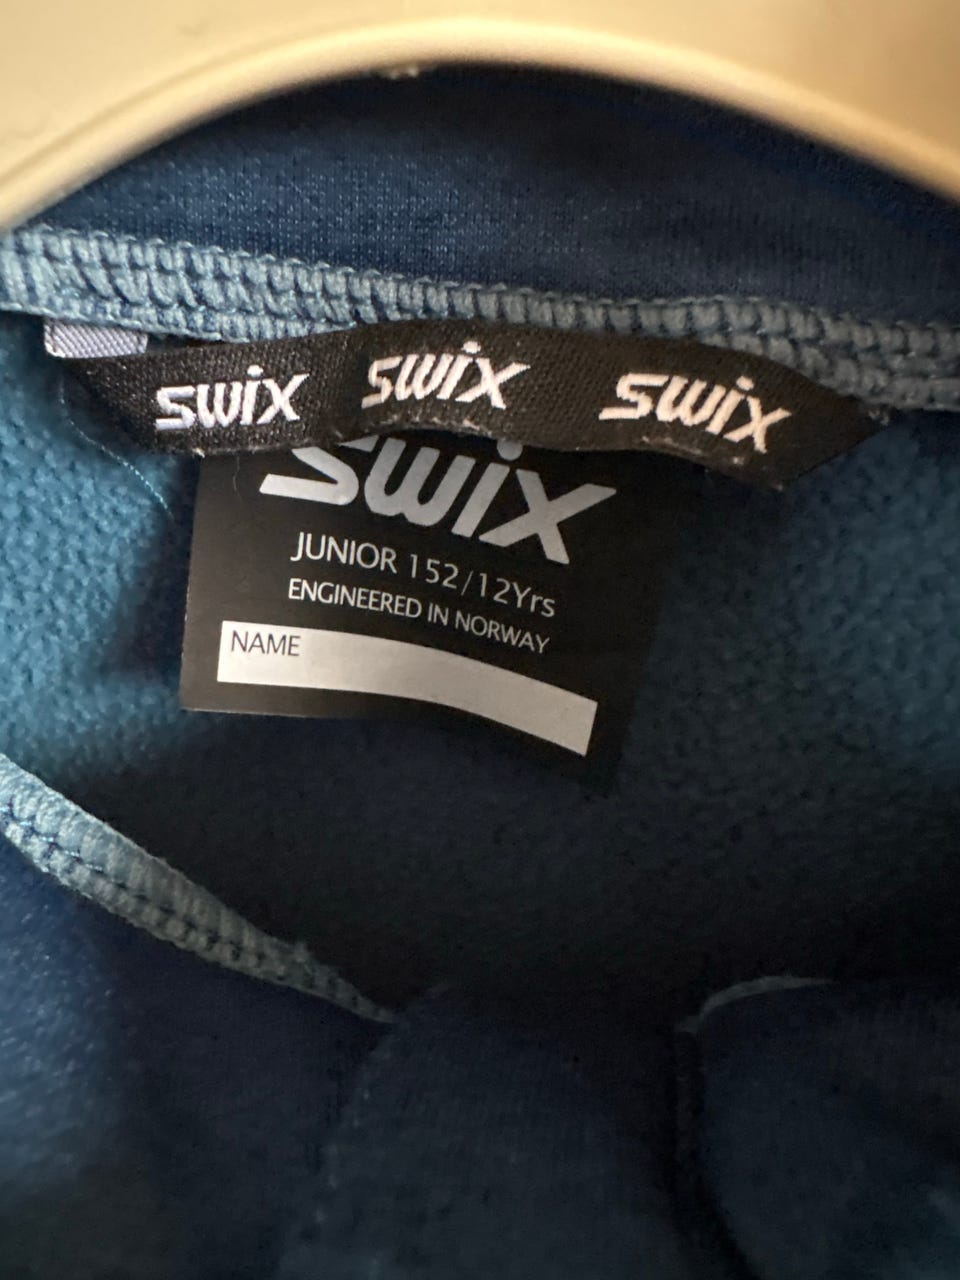 swix swix swix
swix
JUNIOR 152/12Yrs
ENGINEERED IN NORWAY
NAME